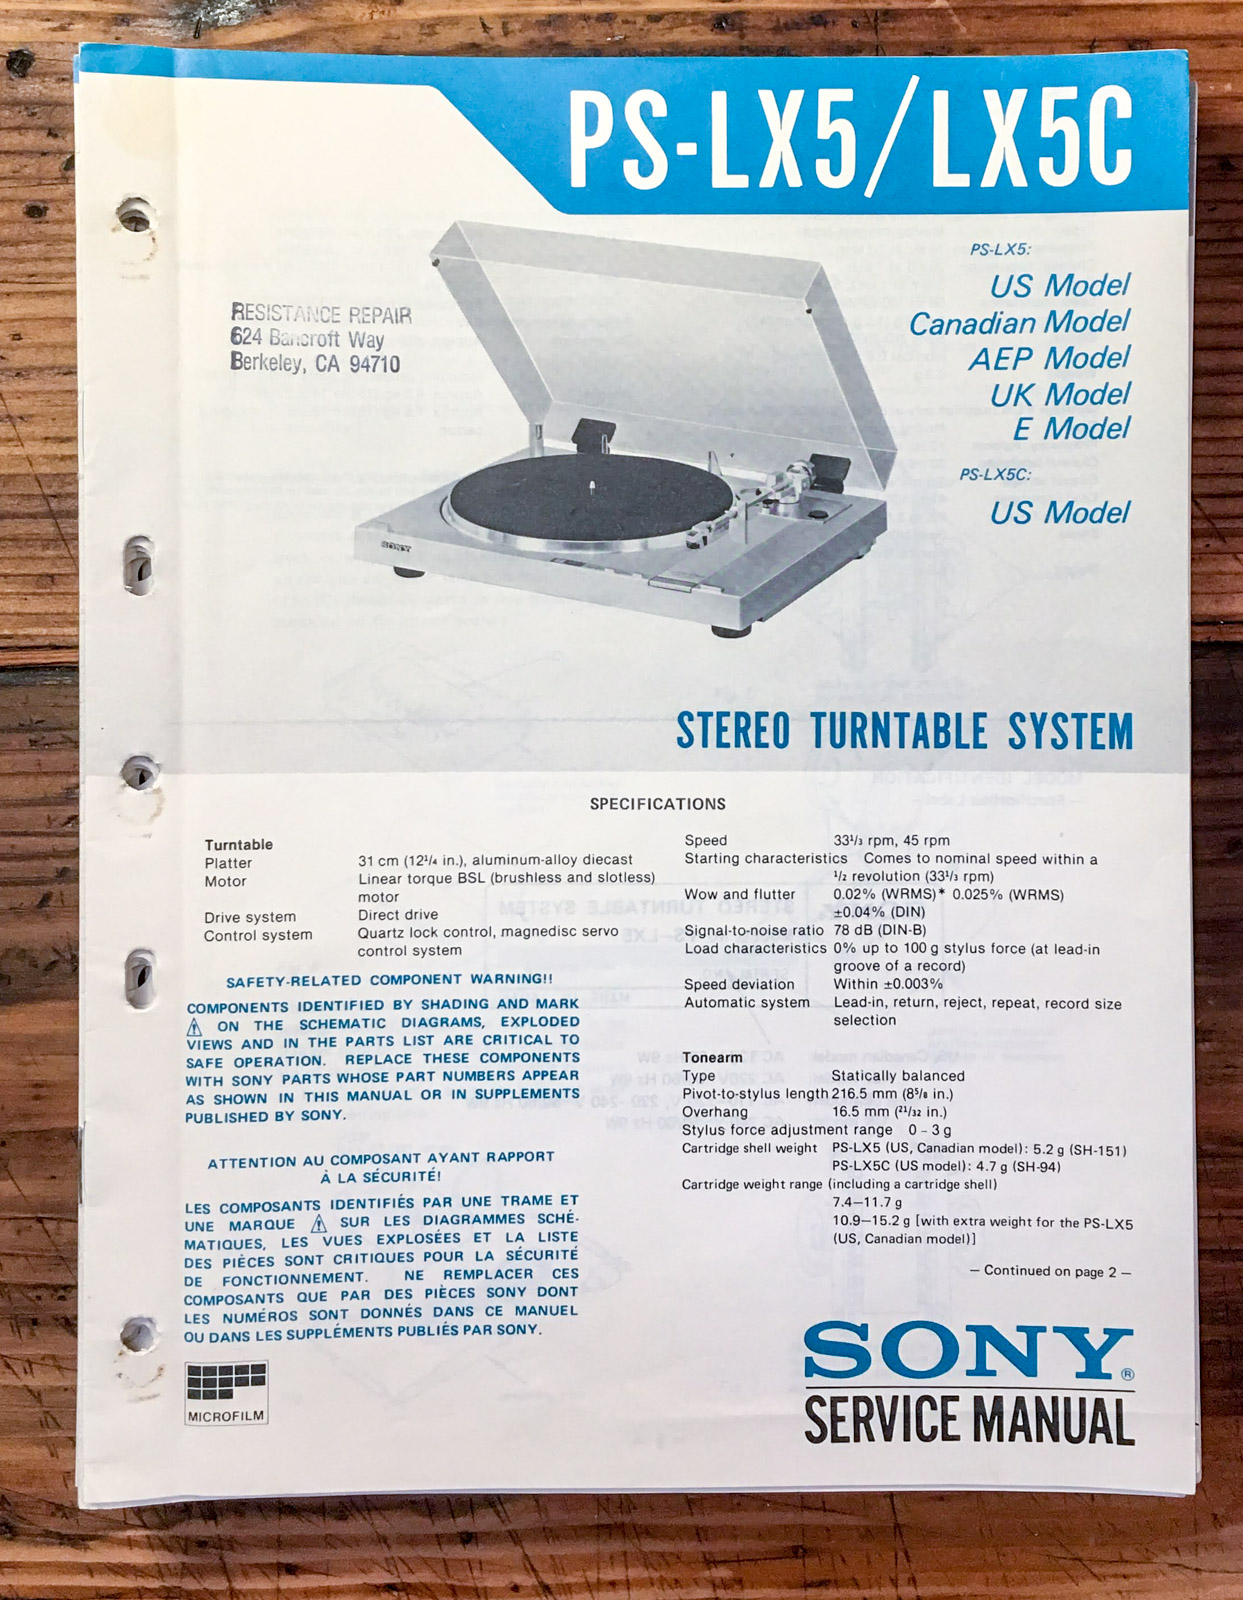 PS-LX5/LX5C
PS-LX5:
US Model
Canadian Model
AEP Model
UK Model
E Model
PS-LX5C:
US Model
RESISTANCE REPAIR
624 Bancroft Way
Berkeley, CA 94710
SONY
STEREO TURNTABLE SYSTEM
SPECIFICATIONS
Turntable
Platter 31 cm (12 1/4 in.), aluminum-alloy diecast
Motor Linear torque BSL (brushless and slotless)
motor
Drive system Direct drive
Control system Quartz lock control, magnedisc servo
control system
SAFETY-RELATED COMPONENT WARNING!!
COMPONENTS IDENTIFIED BY SHADING AND MARK
⚠ ON THE SCHEMATIC DIAGRAMS, EXPLODED
VIEWS AND IN THE PARTS LIST ARE CRITICAL TO
SAFE OPERATION. REPLACE THESE COMPONENTS
WITH SONY PARTS WHOSE PART NUMBERS APPEAR
AS SHOWN IN THIS MANUAL OR IN SUPPLEMENTS
PUBLISHED BY SONY.
ATTENTION AU COMPOSANT AYANT RAPPORT
À LA SÉCURITÉ!
LES COMPOSANTS IDENTIFIÉS PAR UNE TRAME ET
UNE MARQUE ⚠ SUR LES DIAGRAMMES SCHÉ-
MATIQUES, LES VUES EXPLOSÉES ET LA LISTE
DES PIÈCES SONT CRITIQUES POUR LA SÉCURITÉ
DE FONCTIONNEMENT. NE REMPLACER CES
COMPOSANTS QUE PAR DES PIÈCES SONY DONT
LES NUMÉROS SONT DONNÉS DANS CE MANUEL
OU DANS LES SUPPLÉMENTS PUBLIÉS PAR SONY.
MICROFILM
Speed 33 1/3 rpm, 45 rpm
Starting characteristics Comes to nominal speed within a
1/2 revolution (33 1/3 rpm)
Wow and flutter 0.02% (WRMS)* 0.025% (WRMS)
±0.04% (DIN)
Signal-to-noise ratio 78 dB (DIN-B)
Load characteristics 0% up to 100 g stylus force (at lead-in
groove of a record)
Speed deviation Within ±0.003%
Automatic system Lead-in, return, reject, repeat, record size
selection
Tonearm
Type Statically balanced
Pivot-to-stylus length 216.5 mm (8 5/8 in.)
Overhang 16.5 mm (21/32 in.)
Stylus force adjustment range 0 – 3 g
Cartridge shell weight PS-LX5 (US, Canadian model): 5.2 g (SH-151)
PS-LX5C (US model): 4.7 g (SH-94)
Cartridge weight range (including a cartridge shell)
7.4–11.7 g
10.9–15.2 g [with extra weight for the PS-LX5
(US, Canadian model)]
– Continued on page 2 –
SONY®
SERVICE MANUAL